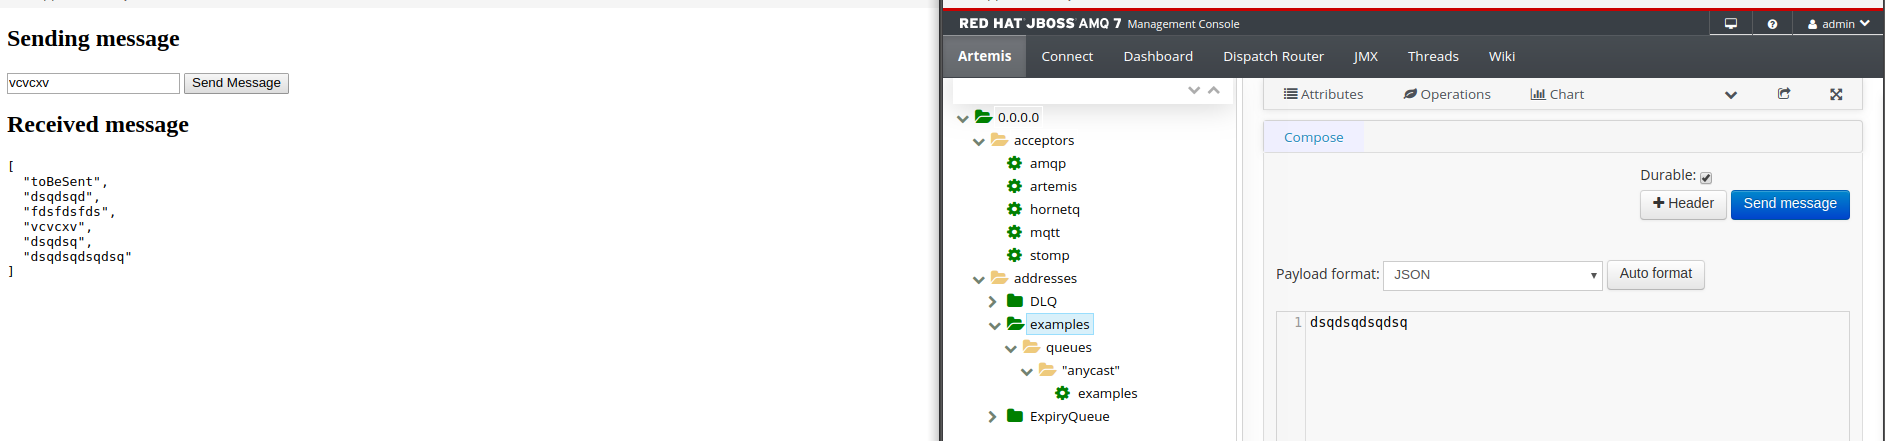 Sending message
vcvcxv Send Message
Received message
[
"toBeSent",
"dsqdsqd",
"fdsfdsfds",
"vcvcxv",
"dsqdsq",
"dsqdsqdsqdsq"
]
RED HAT JBOSS AMQ 7 Management Console
admin
Artemis Connect Dashboard Dispatch Router JMX Threads Wiki
0.0.0.0
acceptors
amqp
artemis
hornetq
mqtt
stomp
addresses
DLQ
examples
queues
"anycast"
examples
ExpiryQueue
Attributes Operations Chart
Compose
Durable:
+ Header Send message
Payload format: JSON Auto format
1 dsqdsqdsqdsq